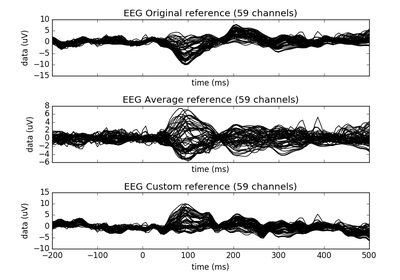 EEG Original reference (59 channels)
data (uV)
10
5
0
−5
−10
−15
time (ms)
EEG Average reference (59 channels)
data (uV)
8
6
4
2
0
−2
−4
−6
time (ms)
EEG Custom reference (59 channels)
data (uV)
15
10
5
0
−5
−10
−200 −100 0 100 200 300 400 500
time (ms)